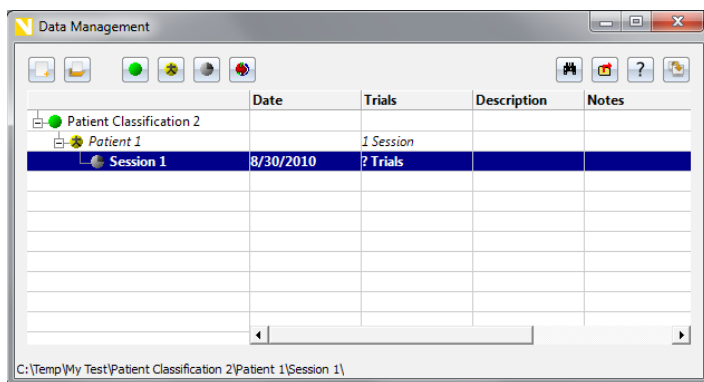 Data Management
?
Date Trials Description Notes
Patient Classification 2
Patient 1 1 Session
Session 1 8/30/2010 ? Trials
C:\Temp\My Test\Patient Classification 2\Patient 1\Session 1\